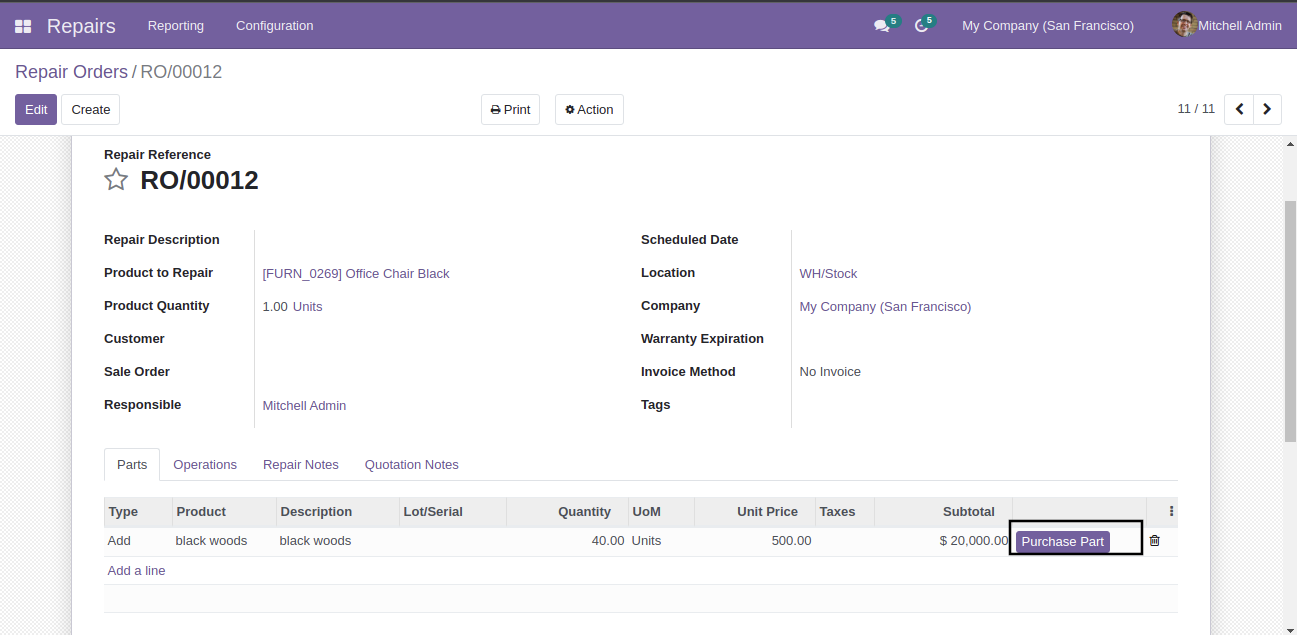 Repairs Reporting Configuration 5 5 My Company (San Francisco) Mitchell Admin
Repair Orders / RO/00012
Edit Create Print Action 11 / 11
Repair Reference
RO/00012
Repair Description Scheduled Date
Product to Repair [FURN_0269] Office Chair Black Location WH/Stock
Product Quantity 1.00 Units Company My Company (San Francisco)
Customer Warranty Expiration
Sale Order Invoice Method No Invoice
Responsible Mitchell Admin Tags
Parts Operations Repair Notes Quotation Notes
Type Product Description Lot/Serial Quantity UoM Unit Price Taxes Subtotal
Add black woods black woods 40.00 Units 500.00 $ 20,000.00 Purchase Part
Add a line